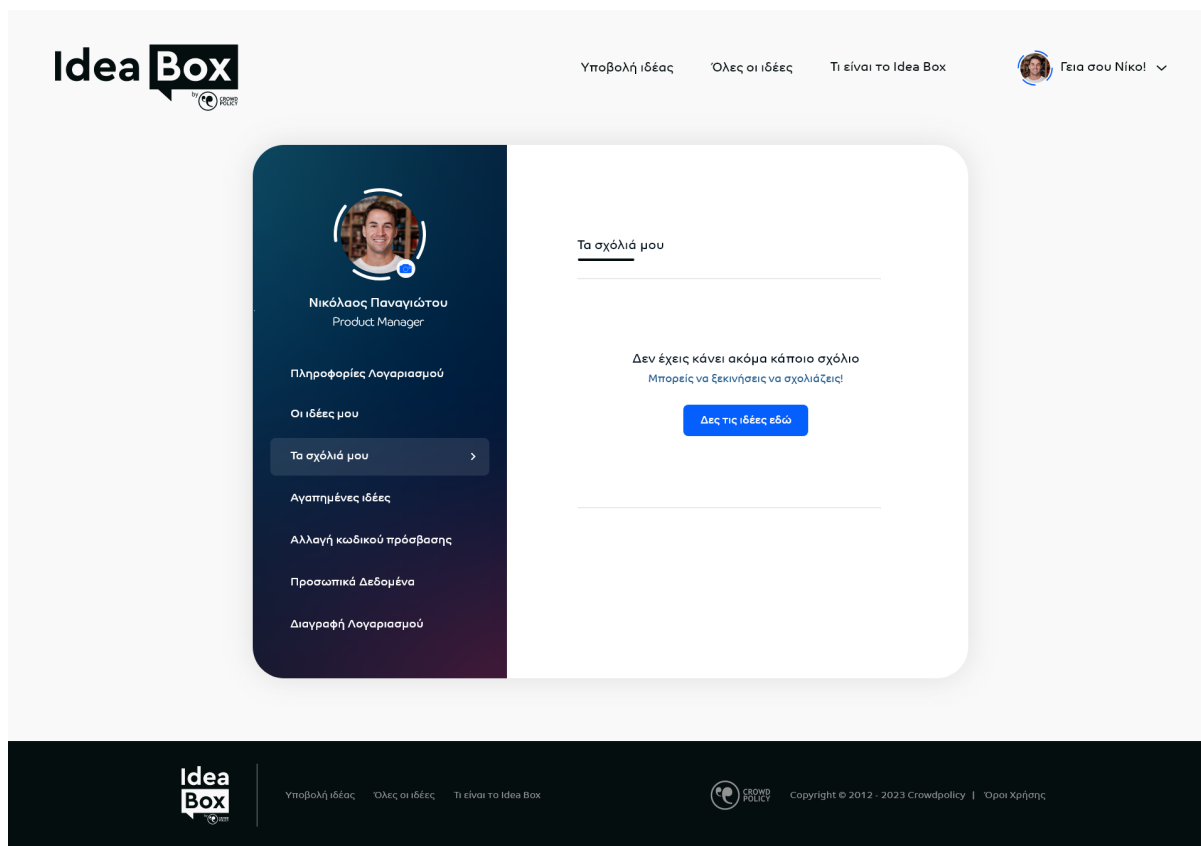 Idea Box
by CROWD POLICY
Υποβολή ιδέας Όλες οι ιδέες Τι είναι το Idea Box Γεια σου Νίκο!
Νικόλαος Παναγιώτου
Product Manager
Πληροφορίες Λογαριασμού
Οι ιδέες μου
Τα σχόλιά μου
Αγαπημένες ιδέες
Αλλαγή κωδικού πρόσβασης
Προσωπικά Δεδομένα
Διαγραφή Λογαριασμού
Τα σχόλιά μου
Δεν έχεις κάνει ακόμα κάποιο σχόλιο
Μπορείς να ξεκινήσεις να σχολιάζεις!
Δες τις ιδέες εδώ
Idea
Box
Υποβολή ιδέας Όλες οι ιδέες Τι είναι το Idea Box
CROWD
POLICY
Copyright © 2012 - 2023 Crowdpolicy | Όροι Χρήσης